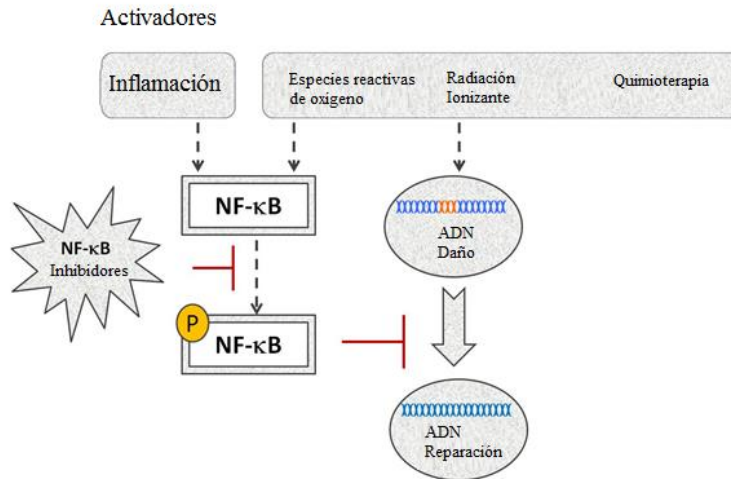 Activadores
Inflamación
Especies reactivas
de oxigeno
Radiación
Ionizante
Quimioterapia
NF-κB
NF-κB
Inhibidores
ADN
Daño
P
NF-κB
ADN
Reparación